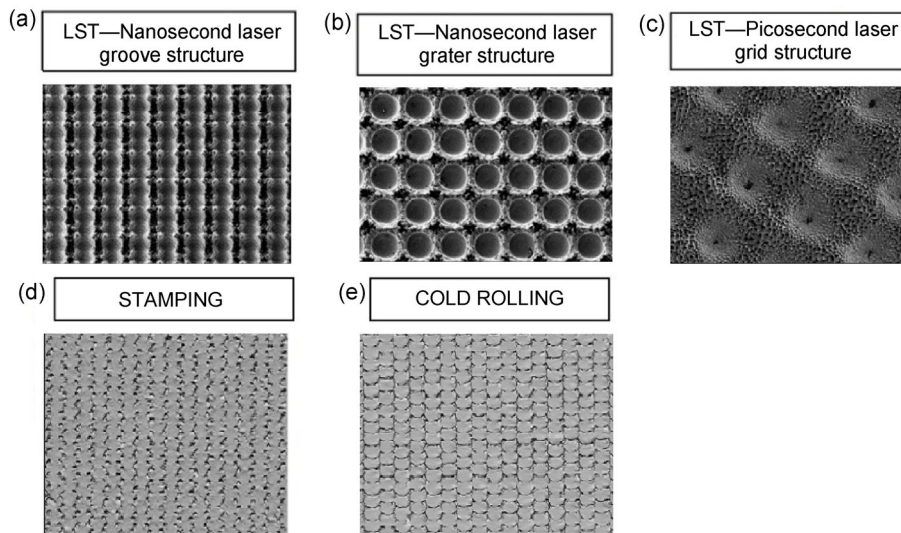 (a)
LST—Nanosecond laser
groove structure
(b)
LST—Nanosecond laser
grater structure
(c)
LST—Picosecond laser
grid structure
(d)
STAMPING
(e)
COLD ROLLING